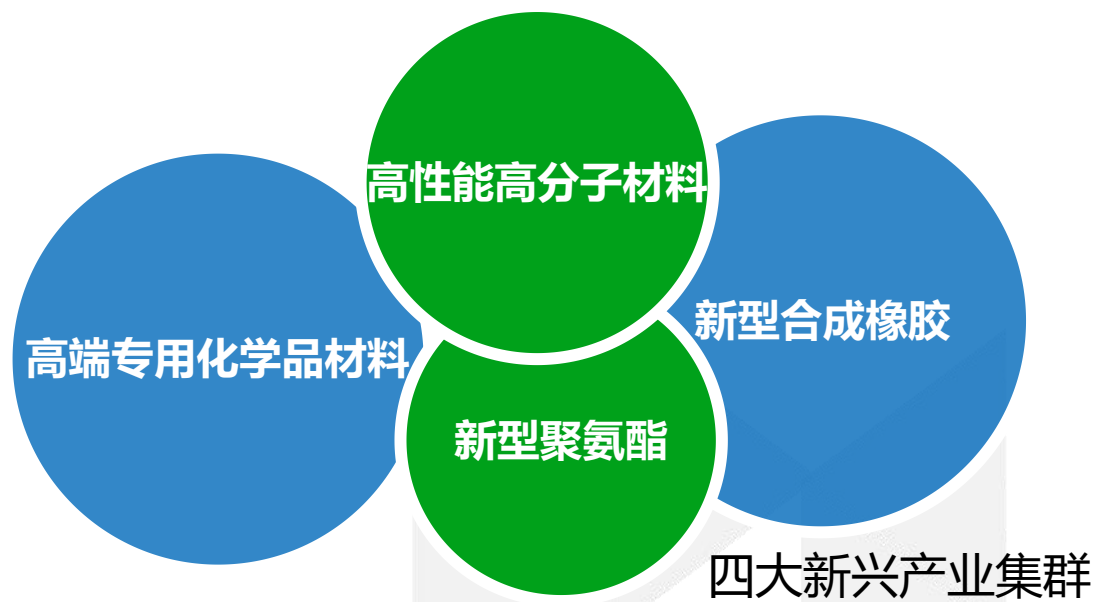 高性能高分子材料
新型合成橡胶
高端专用化学品材料
新型聚氨酯
四大新兴产业集群